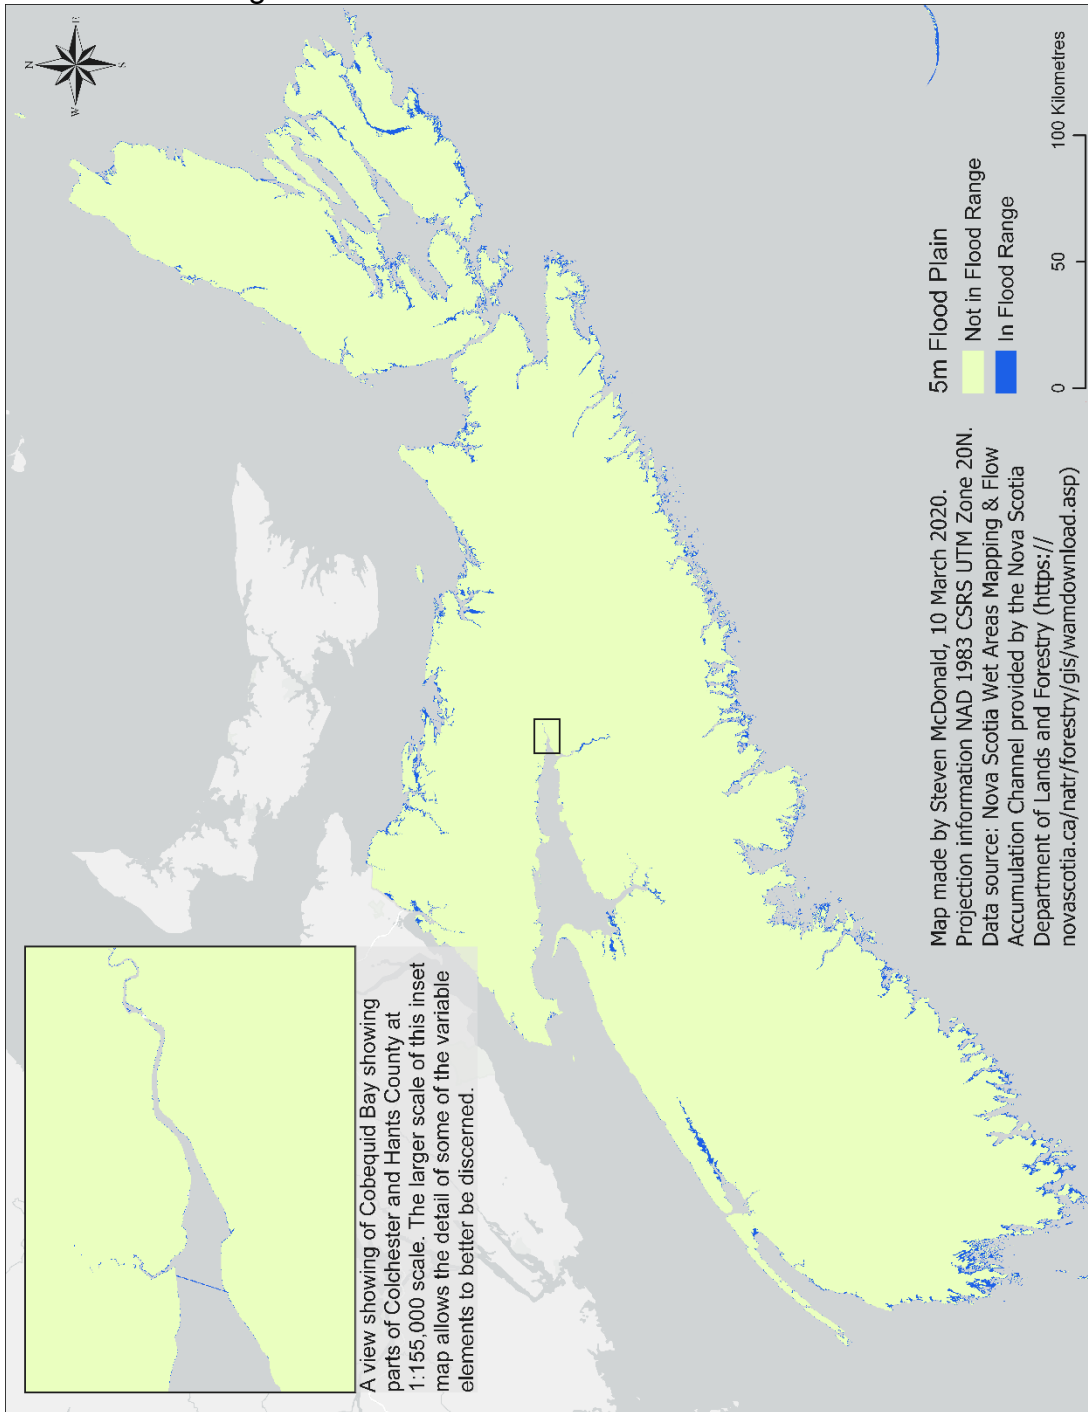 N
E
S
W
A view showing of Cobequid Bay showing
parts of Colchester and Hants County at
1:155,000 scale. The larger scale of this inset
map allows the detail of some of the variable
elements to better be discerned.
Map made by Steven McDonald, 10 March 2020.
Projection information NAD 1983 CSRS UTM Zone 20N.
Data source: Nova Scotia Wet Areas Mapping & Flow
Accumulation Channel provided by the Nova Scotia
Department of Lands and Forestry (https://
novascotia.ca/natr/forestry/gis/wamdownload.asp)
5m Flood Plain
Not in Flood Range
In Flood Range
0 50 100 Kilometres